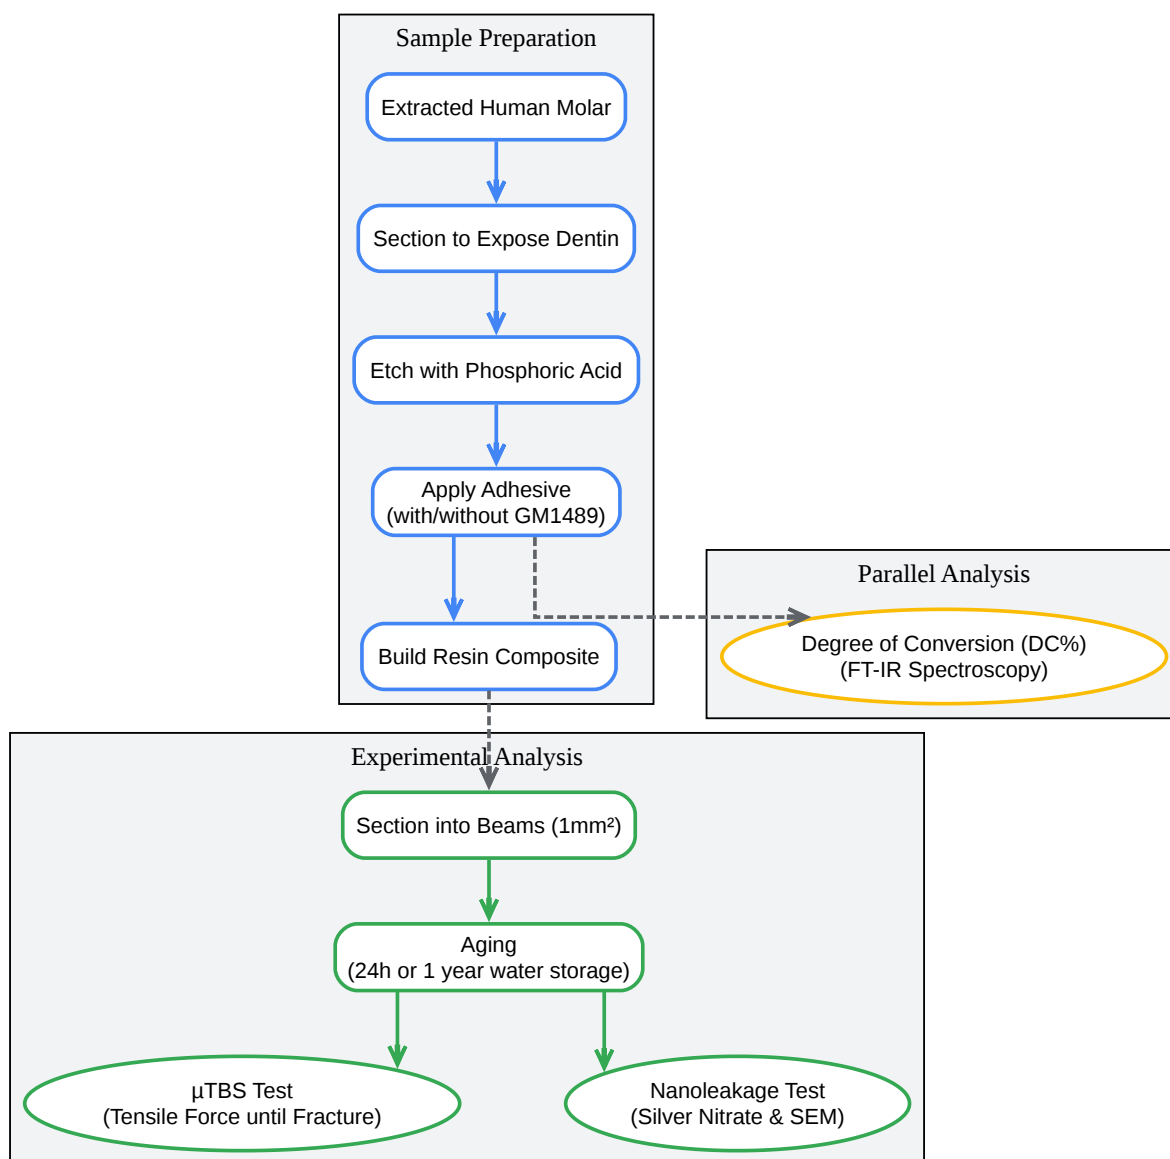 Sample Preparation
Extracted Human Molar
Section to Expose Dentin
Etch with Phosphoric Acid
Apply Adhesive
(with/without GM1489)
Build Resin Composite
Parallel Analysis
Degree of Conversion (DC%)
(FT-IR Spectroscopy)
Experimental Analysis
Section into Beams (1mm²)
Aging
(24h or 1 year water storage)
µTBS Test
(Tensile Force until Fracture)
Nanoleakage Test
(Silver Nitrate & SEM)